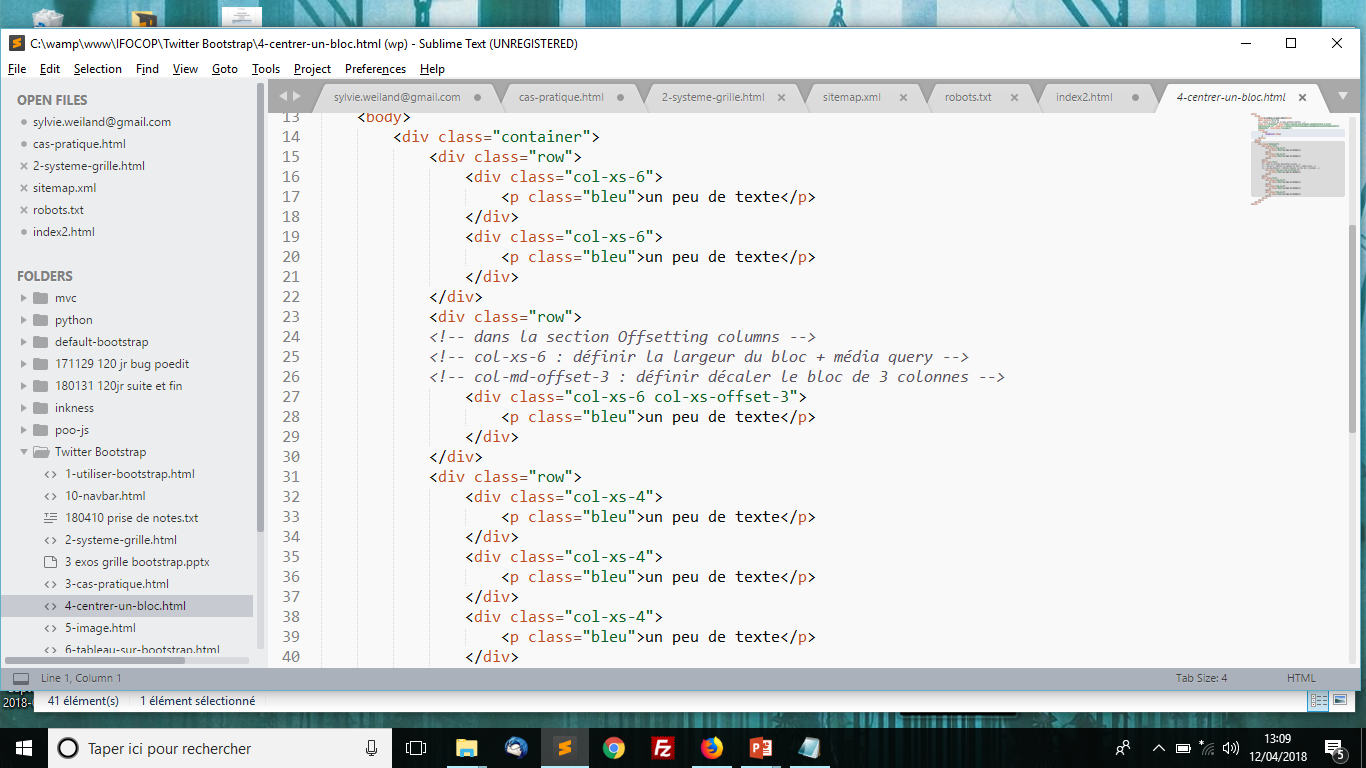 C:\wamp\www\IFOCOP\Twitter Bootstrap\4-centrer-un-bloc.html (wp) - Sublime Text (UNREGISTERED)
File Edit Selection Find View Goto Tools Project Preferences Help
OPEN FILES
sylvie.weiland@gmail.com
cas-pratique.html
2-systeme-grille.html
sitemap.xml
robots.txt
index2.html
FOLDERS
mvc
python
default-bootstrap
171129 120 jr bug poedit
180131 120jr suite et fin
inkness
poo-js
Twitter Bootstrap
1-utiliser-bootstrap.html
10-navbar.html
180410 prise de notes.txt
2-systeme-grille.html
3 exos grille bootstrap.pptx
3-cas-pratique.html
4-centrer-un-bloc.html
5-image.html
6-tableau-sur-bootstrap.html
sylvie.weiland@gmail.com cas-pratique.html 2-systeme-grille.html sitemap.xml robots.txt index2.html 4-centrer-un-bloc.html
13 <body>
14 <div class="container">
15 <div class="row">
16 <div class="col-xs-6">
17 <p class="bleu">un peu de texte</p>
18 </div>
19 <div class="col-xs-6">
20 <p class="bleu">un peu de texte</p>
21 </div>
22 </div>
23 <div class="row">
24 <!-- dans la section Offsetting columns -->
25 <!-- col-xs-6 : définir la largeur du bloc + média query -->
26 <!-- col-md-offset-3 : définir décaler le bloc de 3 colonnes -->
27 <div class="col-xs-6 col-xs-offset-3">
28 <p class="bleu">un peu de texte</p>
29 </div>
30 </div>
31 <div class="row">
32 <div class="col-xs-4">
33 <p class="bleu">un peu de texte</p>
34 </div>
35 <div class="col-xs-4">
36 <p class="bleu">un peu de texte</p>
37 </div>
38 <div class="col-xs-4">
39 <p class="bleu">un peu de texte</p>
40 </div>
Line 1, Column 1 Tab Size: 4 HTML
41 élément(s) 1 élément sélectionné
Taper ici pour rechercher
13:09
12/04/2018
5